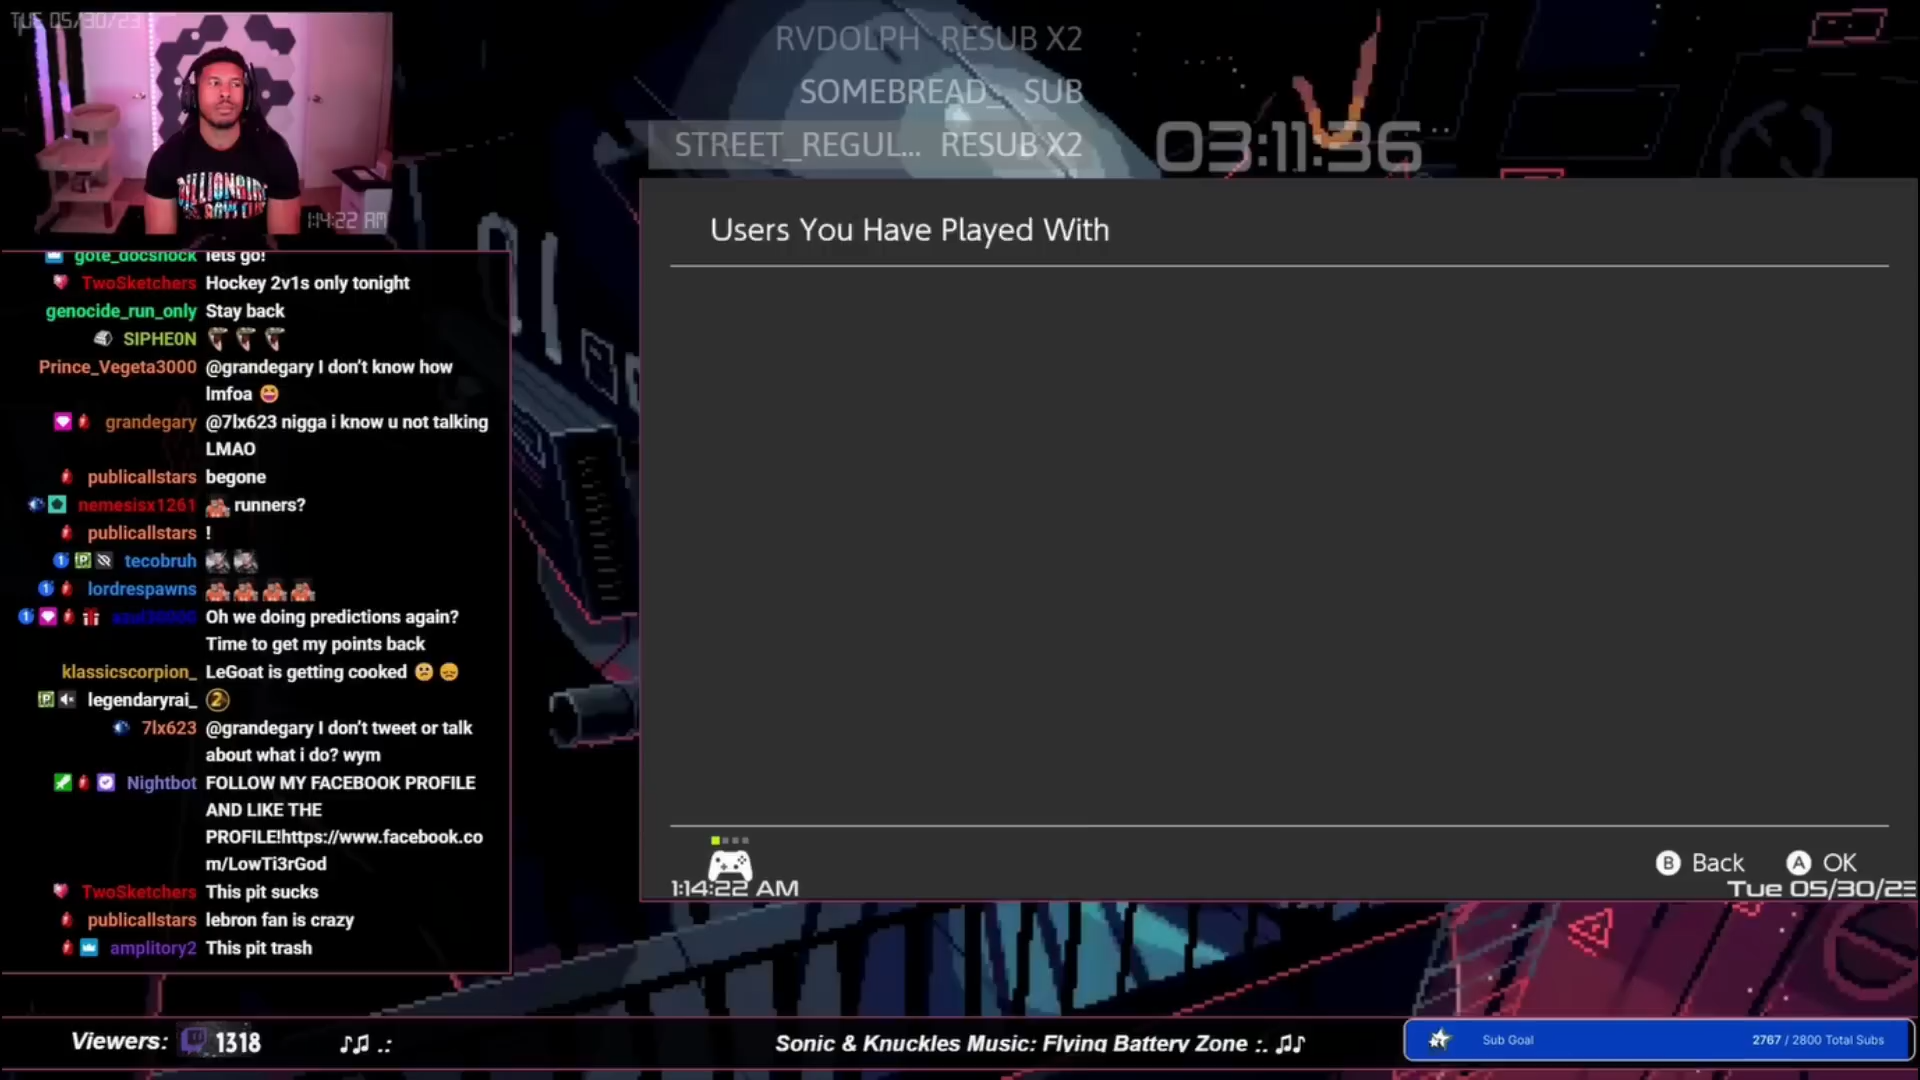 TUE 05/30/23
1:14:22 AM
RVDOLPH RESUB X2
SOMEBREAD_ SUB
STREET_REGUL... RESUB X2
03:11:36
Users You Have Played With
gote_docshock lets go!
TwoSketchers Hockey 2v1s only tonight
genocide_run_only Stay back
SIPHE0N
Prince_Vegeta3000 @grandegary I don't know how
lmfoa
grandegary @7lx623 nigga i know u not talking
LMAO
publicallstars begone
nemesisx1261 runners?
publicallstars !
tecobruh
lordrespawns
Oh we doing predictions again?
Time to get my points back
klassicscorpion_ LeGoat is getting cooked
legendaryrai_
7lx623 @grandegary I don't tweet or talk
about what i do? wym
Nightbot FOLLOW MY FACEBOOK PROFILE
AND LIKE THE
PROFILE!https://www.facebook.co
m/LowTi3rGod
TwoSketchers This pit sucks
publicallstars lebron fan is crazy
amplitory2 This pit trash
B Back A OK
1:14:22 AM
Tue 05/30/23
Viewers: 1318
Sonic & Knuckles Music: Flying Battery Zone :.
Sub Goal 2767 / 2800 Total Subs